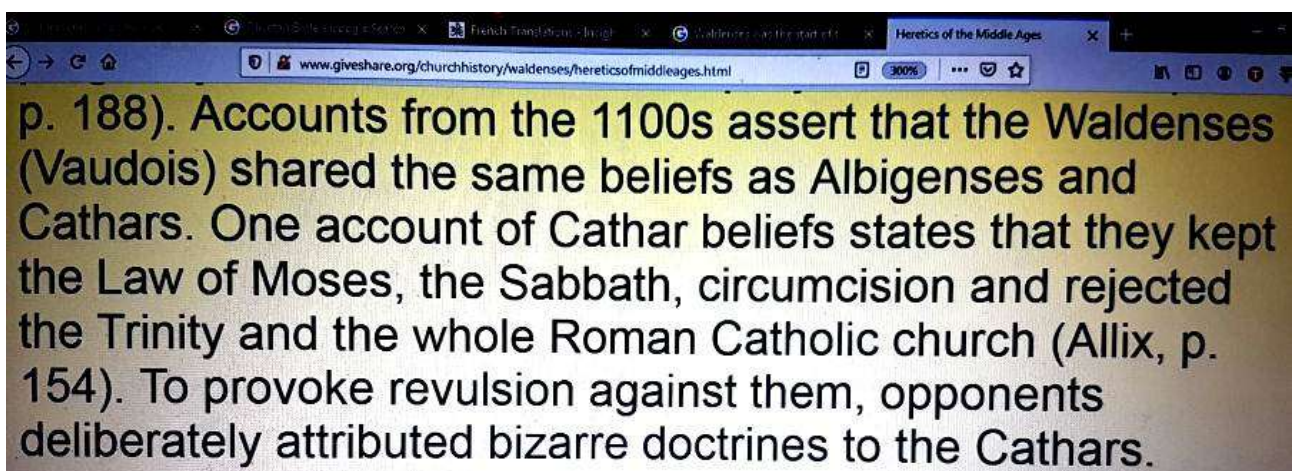 French Translations - Insigh
Heretics of the Middle Ages
www.giveshare.org/churchhistory/waldenses/hereticsofmiddleages.html
300%
p. 188). Accounts from the 1100s assert that the Waldenses
(Vaudois) shared the same beliefs as Albigenses and
Cathars. One account of Cathar beliefs states that they kept
the Law of Moses, the Sabbath, circumcision and rejected
the Trinity and the whole Roman Catholic church (Allix, p.
154). To provoke revulsion against them, opponents
deliberately attributed bizarre doctrines to the Cathars.